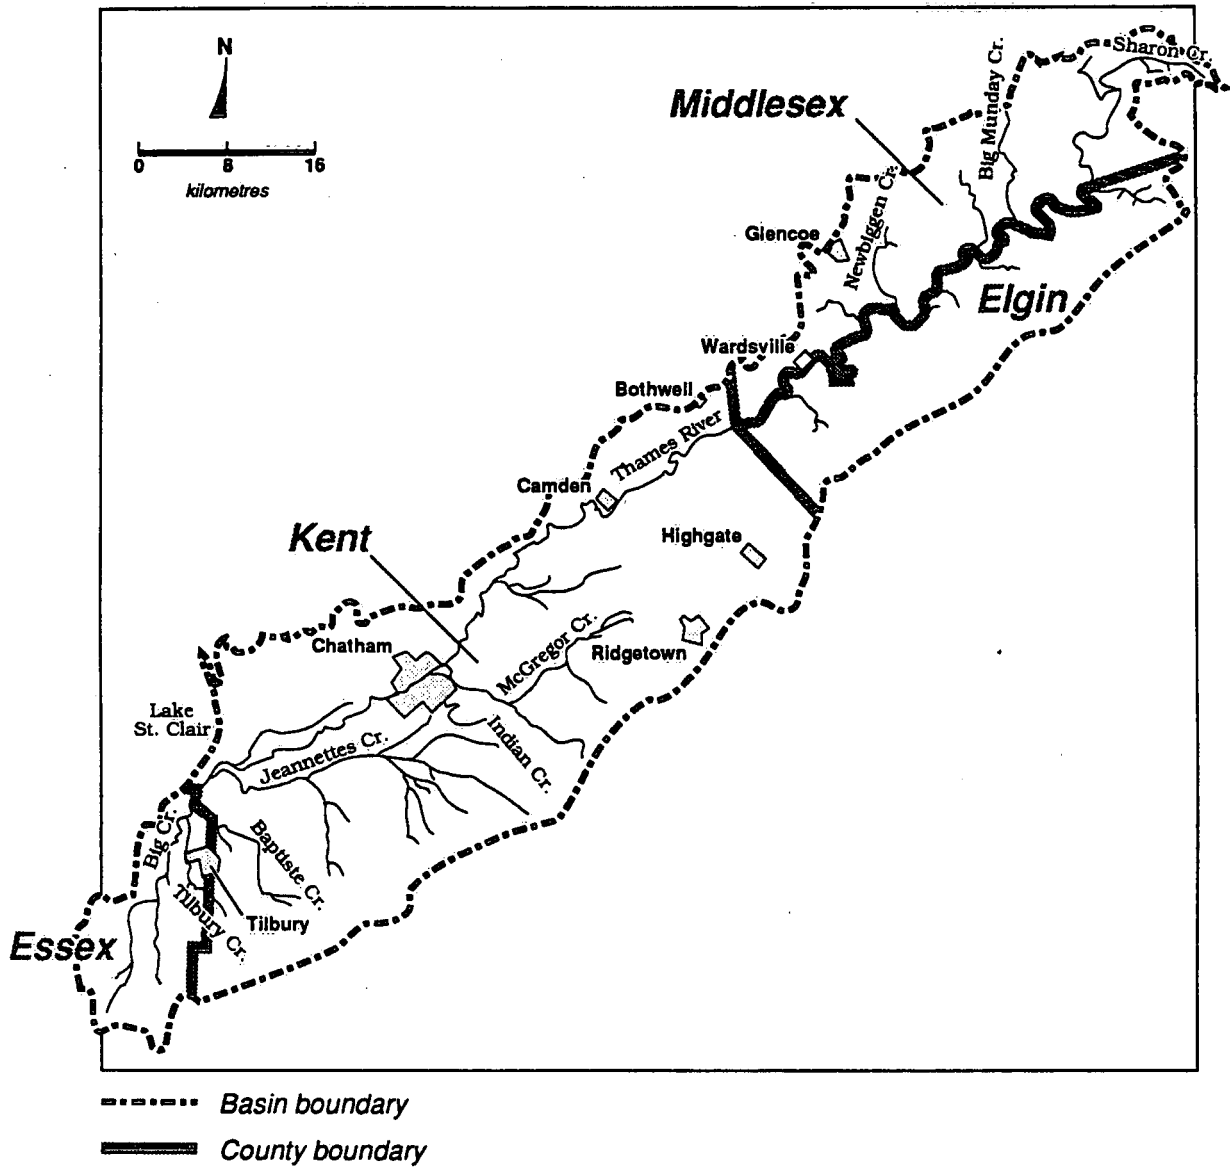 Sharon Cr.
N
Big Munday Cr.
Middlesex
0 8 16
kilometres
Newbiggen Cr.
Glencoe
Elgin
Wardsville
Bothwell
Thames River
Camden
Highgate
Kent
McGregor Cr.
Chatham
Ridgetown
Lake
St. Clair
Indian Cr.
Jeannettes Cr.
Big Cr.
Baptiste Cr.
Tilbury Cr.
Tilbury
Essex
Basin boundary
County boundary